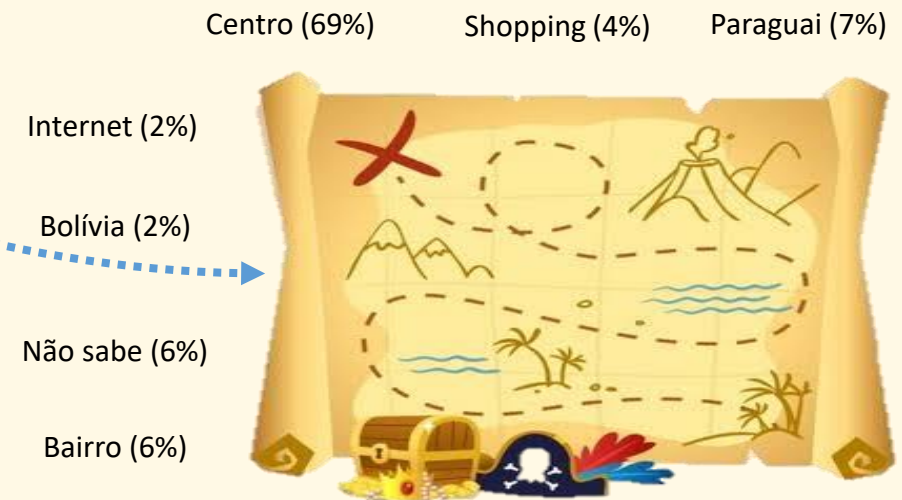 Centro (69%) Shopping (4%) Paraguai (7%)
Internet (2%)
Bolívia (2%)
Não sabe (6%)
Bairro (6%)